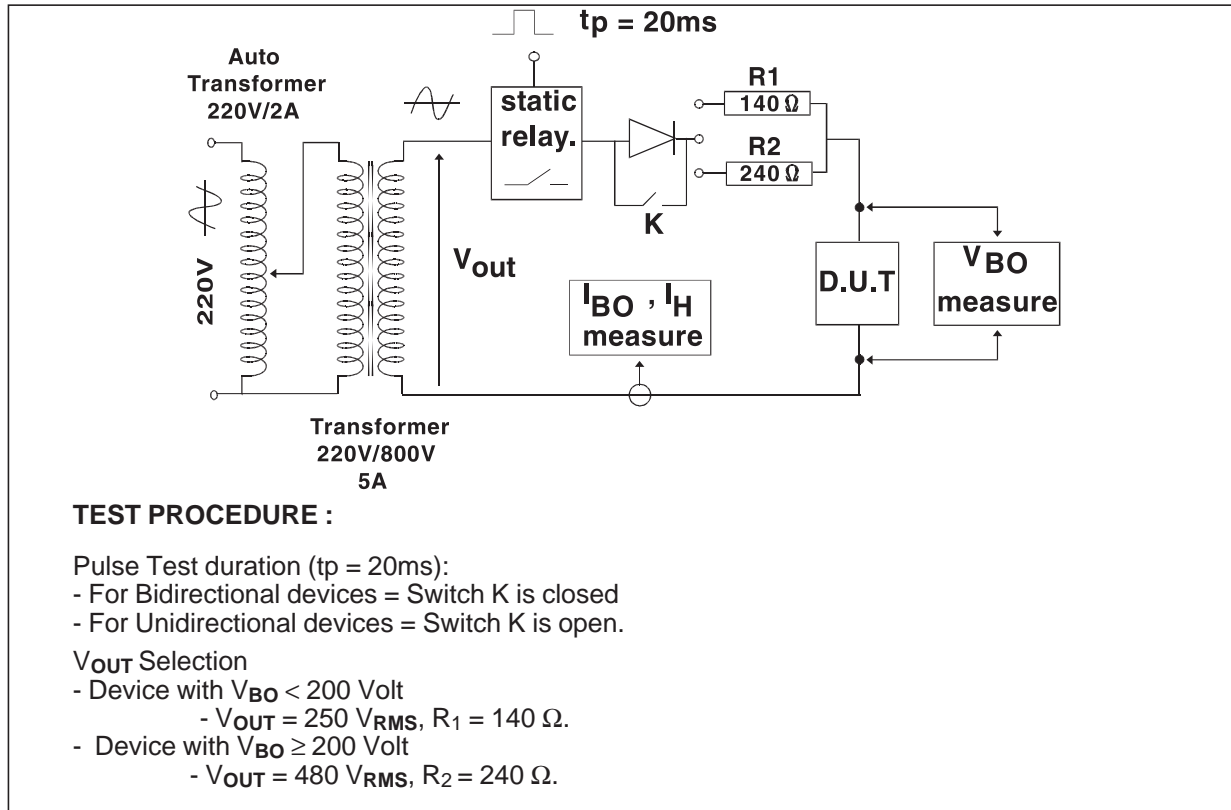 tp = 20ms
Auto
Transformer
220V/2A
220V
Transformer
220V/800V
5A
Vout
static
relay.
K
R1
140 Ω
R2
240 Ω
IBO , IH
measure
D.U.T
VBO
measure
TEST PROCEDURE :
Pulse Test duration (tp = 20ms):
- For Bidirectional devices = Switch K is closed
- For Unidirectional devices = Switch K is open.
VOUT Selection
- Device with VBO < 200 Volt
- VOUT = 250 VRMS, R1 = 140 Ω.
- Device with VBO ≥ 200 Volt
- VOUT = 480 VRMS, R2 = 240 Ω.